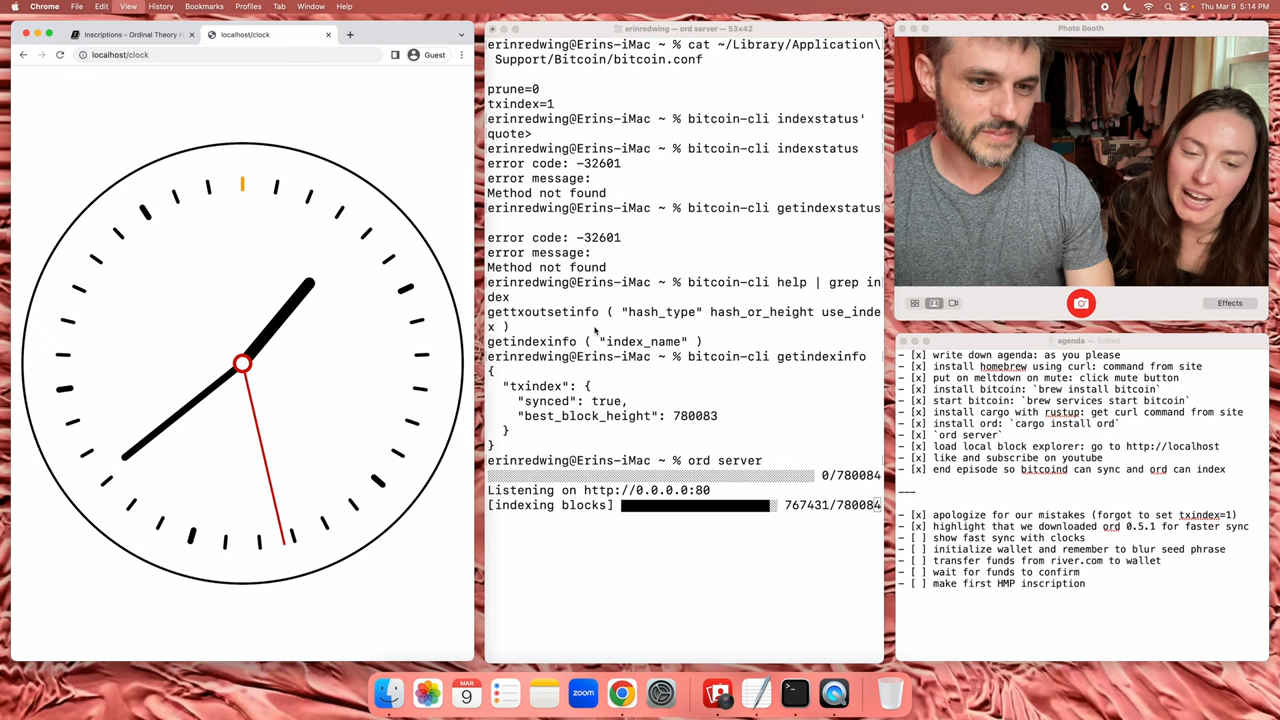 Chrome File Edit View History Bookmarks Profiles Tab Window Help
Thu Mar 9 5:14 PM
Inscriptions - Ordinal Theory H
localhost/clock
localhost/clock
Guest
erinredwing — ord server — 53×42
erinredwing@Erins-iMac ~ % cat ~/Library/Application\
Support/Bitcoin/bitcoin.conf
prune=0
txindex=1
erinredwing@Erins-iMac ~ % bitcoin-cli indexstatus'
quote>
erinredwing@Erins-iMac ~ % bitcoin-cli indexstatus
error code: -32601
error message:
Method not found
erinredwing@Erins-iMac ~ % bitcoin-cli getindexstatus
error code: -32601
error message:
Method not found
erinredwing@Erins-iMac ~ % bitcoin-cli help | grep in
dex
gettxoutsetinfo ( "hash_type" hash_or_height use_inde
x )
getindexinfo ( "index_name" )
erinredwing@Erins-iMac ~ % bitcoin-cli getindexinfo
{
"txindex": {
"synced": true,
"best_block_height": 780083
}
}
erinredwing@Erins-iMac ~ % ord server
0/780084
Listening on http://0.0.0.0:80
[indexing blocks] 767431/780084
Photo Booth
Effects
agenda — Edited
- [x] write down agenda: as you please
- [x] install homebrew using curl: command from site
- [x] put on meltdown on mute: click mute button
- [x] install bitcoin: `brew install bitcoin`
- [x] start bitcoin: `brew services start bitcoin`
- [x] install cargo with rustup: get curl command from site
- [x] install ord: `cargo install ord`
- [x] `ord server`
- [x] load local block explorer: go to http://localhost
- [x] like and subscribe on youtube
- [x] end episode so bitcoind can sync and ord can index
---
- [x] apologize for our mistakes (forgot to set txindex=1)
- [x] highlight that we downloaded ord 0.5.1 for faster sync
- [ ] show fast sync with clocks
- [ ] initialize wallet and remember to blur seed phrase
- [ ] transfer funds from river.com to wallet
- [ ] wait for funds to confirm
- [ ] make first HMP inscription
MAR
9
zoom